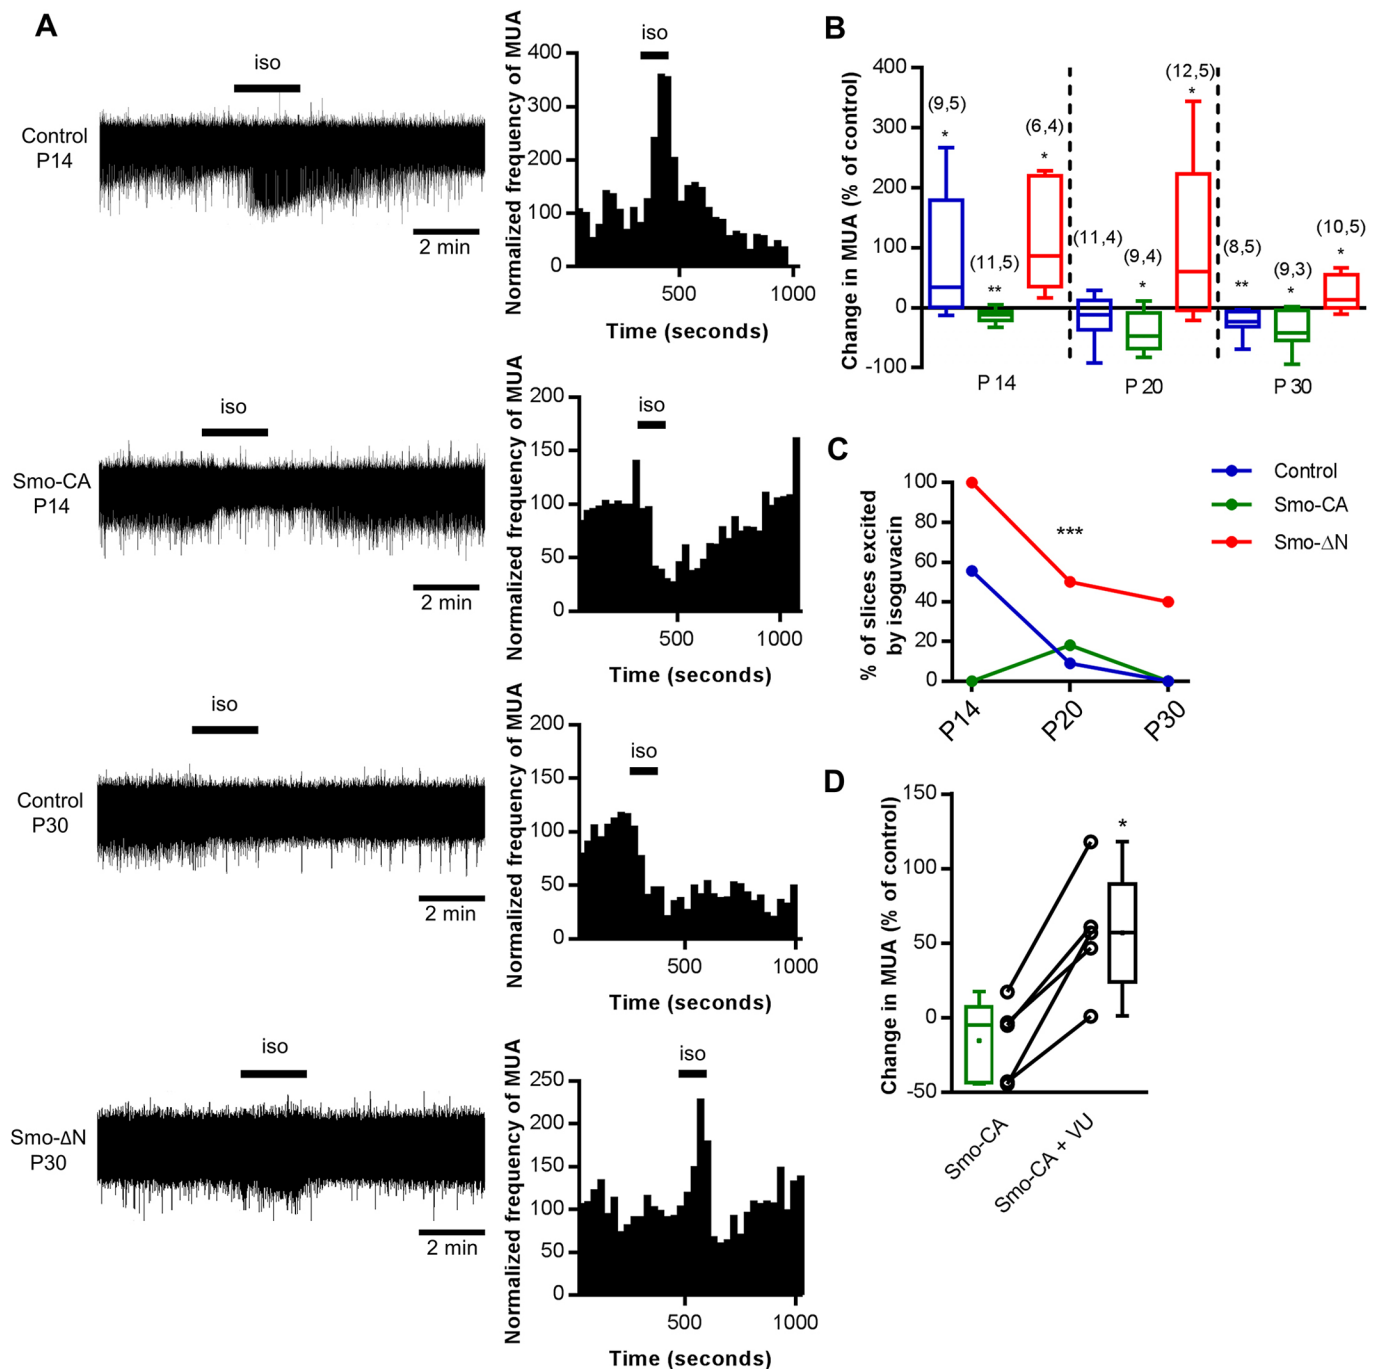 A
iso
Control
P14
2 min
Normalized frequency of MUA
400
300
200
100
0
iso
500
1000
Time (seconds)
iso
Smo-CA
P14
2 min
Normalized frequency of MUA
200
150
100
50
0
iso
500
1000
Time (seconds)
iso
Control
P30
2 min
Normalized frequency of MUA
200
150
100
50
0
iso
500
1000
Time (seconds)
iso
Smo-ΔN
P30
2 min
Normalized frequency of MUA
250
200
150
100
50
0
iso
500
1000
Time (seconds)
B
Change in MUA (% of control)
400
300
200
100
0
-100
(9,5)
*
(11,5)
**
(6,4)
*
(11,4)
(9,4)
*
(12,5)
*
(8,5)
**
(9,3)
*
(10,5)
*
P 14
P 20
P 30
C
% of slices excited
by isoguvacin
100
80
60
40
20
0
***
P14
P20
P30
Control
Smo-CA
Smo-ΔN
D
Change in MUA (% of control)
150
100
50
0
-50
*
Smo-CA
Smo-CA + VU